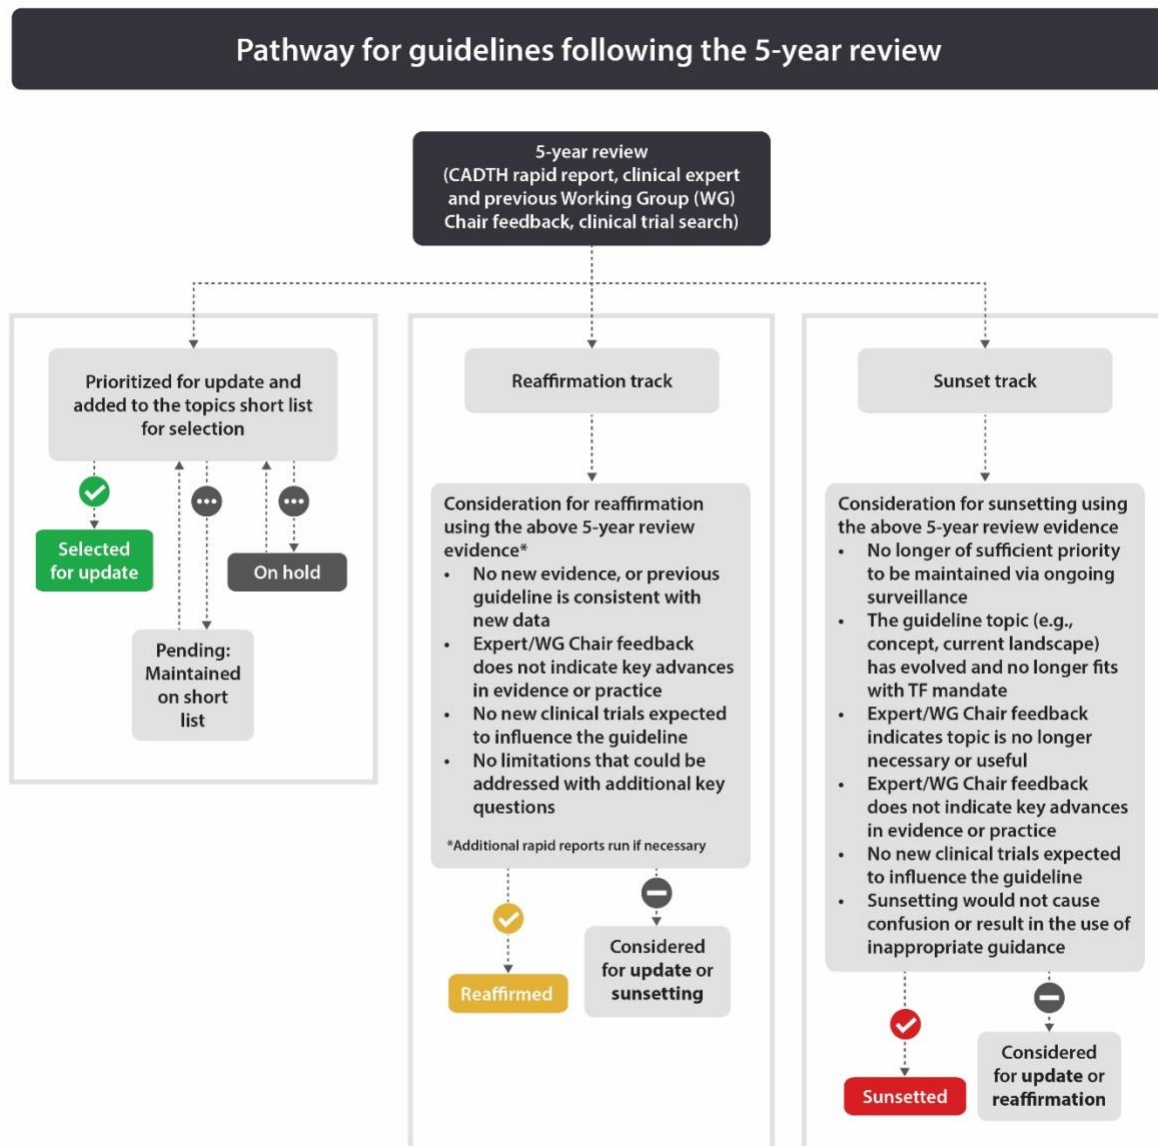 Pathway for guidelines following the 5-year review
5-year review
(CADTH rapid report, clinical expert
and previous Working Group (WG)
Chair feedback, clinical trial search)
Prioritized for update and
added to the topics short list
for selection
Selected
for update
On hold
Pending:
Maintained
on short
list
Reaffirmation track
Consideration for reaffirmation
using the above 5-year review
evidence*
• No new evidence, or previous
guideline is consistent with
new data
• Expert/WG Chair feedback
does not indicate key advances
in evidence or practice
• No new clinical trials expected
to influence the guideline
• No limitations that could be
addressed with additional key
questions
*Additional rapid reports run if necessary
Reaffirmed
Considered
for update or
sunsetting
Sunset track
Consideration for sunsetting using
the above 5-year review evidence
• No longer of sufficient priority
to be maintained via ongoing
surveillance
• The guideline topic (e.g.,
concept, current landscape)
has evolved and no longer fits
with TF mandate
• Expert/WG Chair feedback
indicates topic is no longer
necessary or useful
• Expert/WG Chair feedback
does not indicate key advances
in evidence or practice
• No new clinical trials expected
to influence the guideline
• Sunsetting would not cause
confusion or result in the use of
inappropriate guidance
Sunsetted
Considered
for update or
reaffirmation